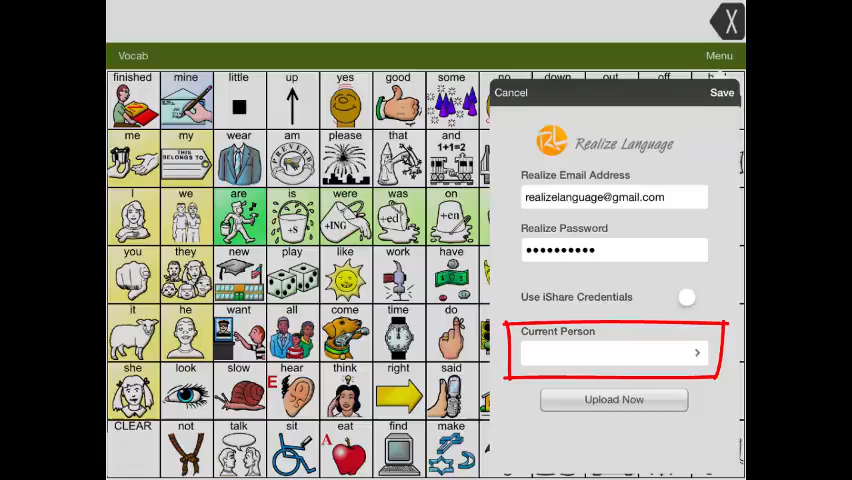 X
Vocab Menu
finished mine little up yes good some no down out off
Cancel Save
Realize Language
me my wear am please that and
THIS BELONGS TO PREVERB 1+1=2
Realize Email Address
realizelanguage@gmail.com
I we are is were was on
+s +ING +ed +en
Realize Password
••••••••••
you they new play like work have
Use iShare Credentials
it he want all come time do
Current Person
she look slow hear think right said
E
Upload Now
CLEAR not talk sit eat find make
A